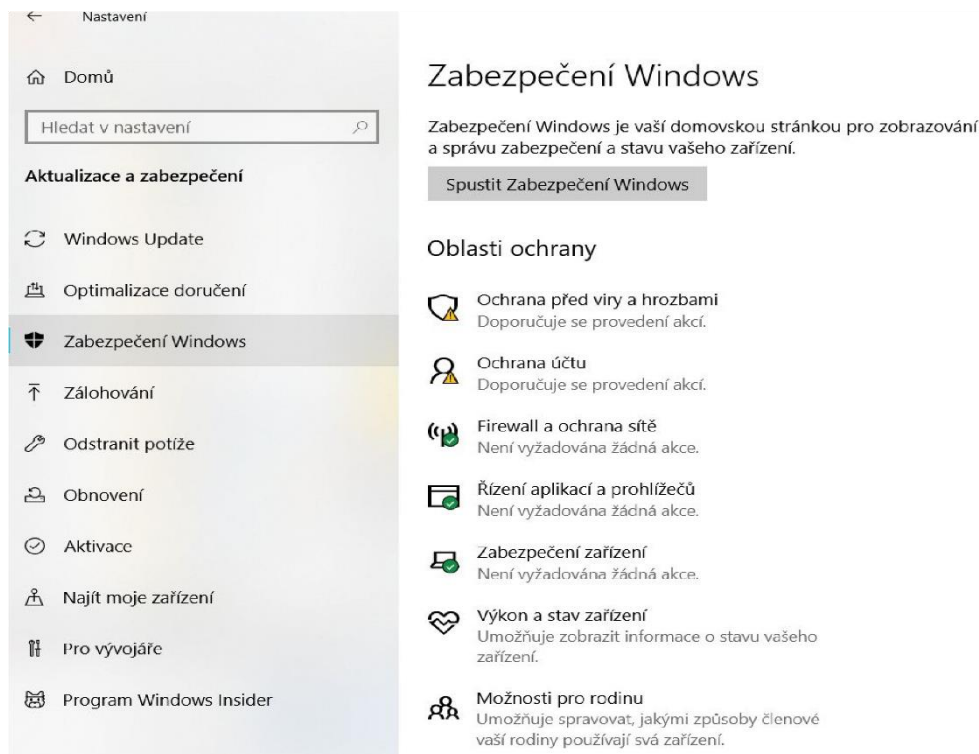 Nastavení
Domů
Hledat v nastavení
Aktualizace a zabezpečení
Windows Update
Optimalizace doručení
Zabezpečení Windows
Zálohování
Odstranit potíže
Obnovení
Aktivace
Najít moje zařízení
Pro vývojáře
Program Windows Insider
Zabezpečení Windows
Zabezpečení Windows je vaší domovskou stránkou pro zobrazování
a správu zabezpečení a stavu vašeho zařízení.
Spustit Zabezpečení Windows
Oblasti ochrany
Ochrana před viry a hrozbami
Doporučuje se provedení akcí.
Ochrana účtu
Doporučuje se provedení akcí.
Firewall a ochrana sítě
Není vyžadována žádná akce.
Řízení aplikací a prohlížečů
Není vyžadována žádná akce.
Zabezpečení zařízení
Není vyžadována žádná akce.
Výkon a stav zařízení
Umožňuje zobrazit informace o stavu vašeho
zařízení.
Možnosti pro rodinu
Umožňuje spravovat, jakými způsoby členové
vaší rodiny používají svá zařízení.